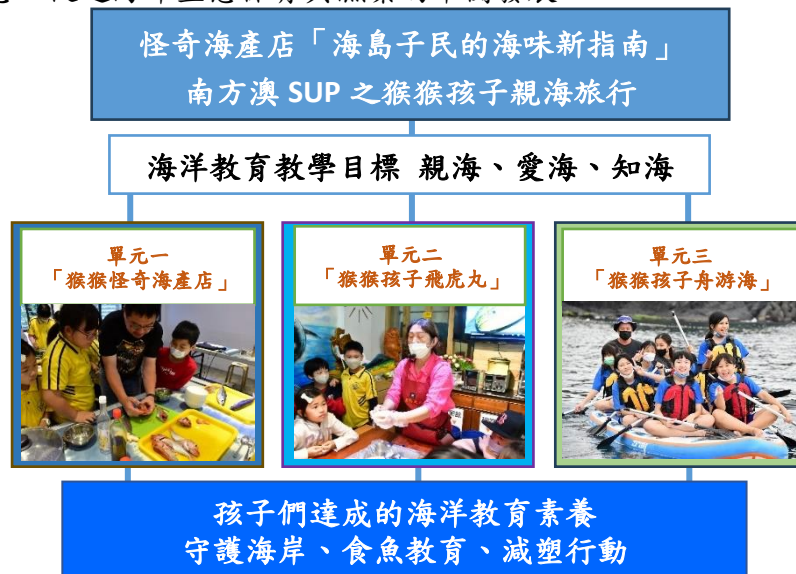 怪奇海產店「海島子民的海味新指南」
南方澳 SUP 之猴猴孩子親海旅行
海洋教育教學目標 親海、愛海、知海
單元一
「猴猴怪奇海產店」
單元二
「猴猴孩子飛虎丸」
單元三
「猴猴孩子舟游海」
孩子們達成的海洋教育素養
守護海岸、食魚教育、減塑行動